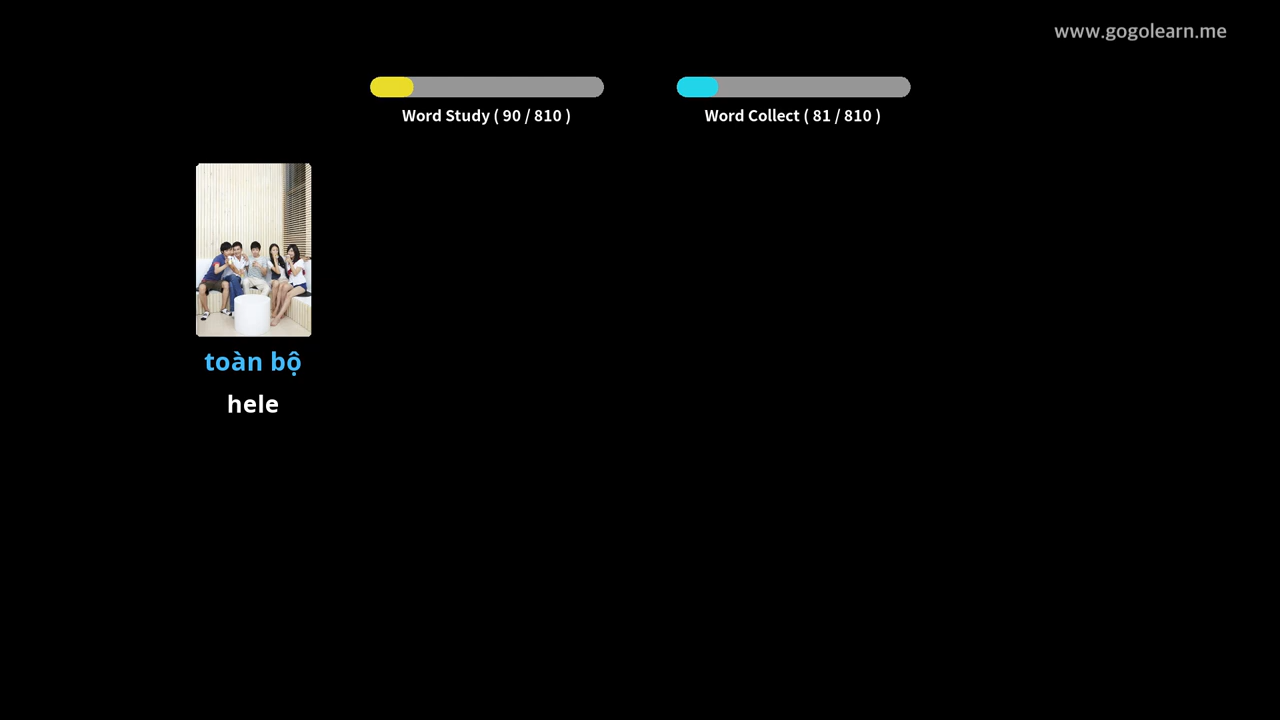 www.gogolearn.me
Word Study ( 90 / 810 )
Word Collect ( 81 / 810 )
toàn bộ
hele